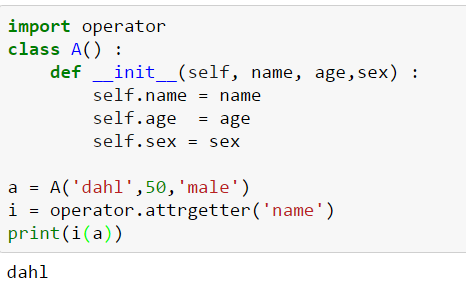 import operator
class A() :
    def __init__(self, name, age,sex) :
        self.name = name
        self.age  = age
        self.sex = sex

a = A('dahl',50,'male')
i = operator.attrgetter('name')
print(i(a))

dahl